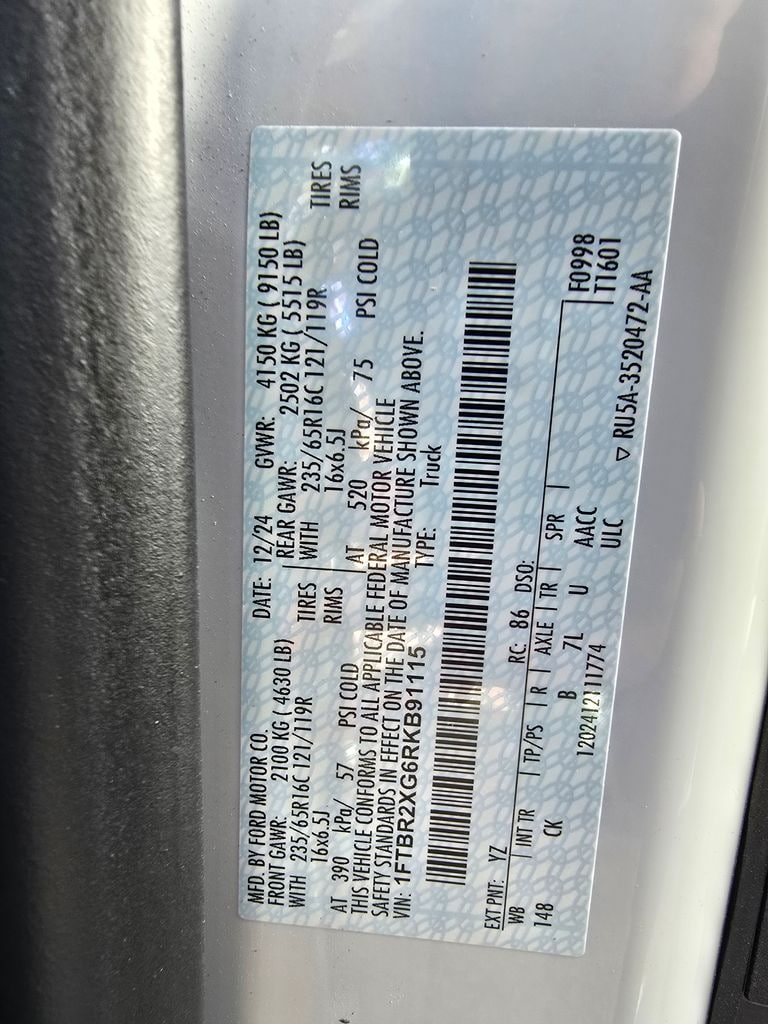 MFD. BY FORD MOTOR CO. DATE: 12/24 GVWR: 4150 KG ( 9150 LB)
FRONT GAWR: 2100 KG ( 4630 LB) REAR GAWR: 2502 KG ( 5515 LB)
WITH 235/65R16C 121/119R TIRES WITH 235/65R16C 121/119R TIRES
16x6.5J RIMS 16x6.5J RIMS
AT 390 kPa/ 57 PSI COLD AT 520 kPa/ 75 PSI COLD
THIS VEHICLE CONFORMS TO ALL APPLICABLE FEDERAL MOTOR VEHICLE
SAFETY STANDARDS IN EFFECT ON THE DATE OF MANUFACTURE SHOWN ABOVE.
VIN: 1FTBR2XG6RKB91115 TYPE: Truck
EXT PNT: YZ RC: 86 DSO:
WB INT TR TP/PS R AXLE TR SPR F0998
148 CK B 7L U AACC T1601
1202412111774 ULC
▽ RU5A-3520472-AA